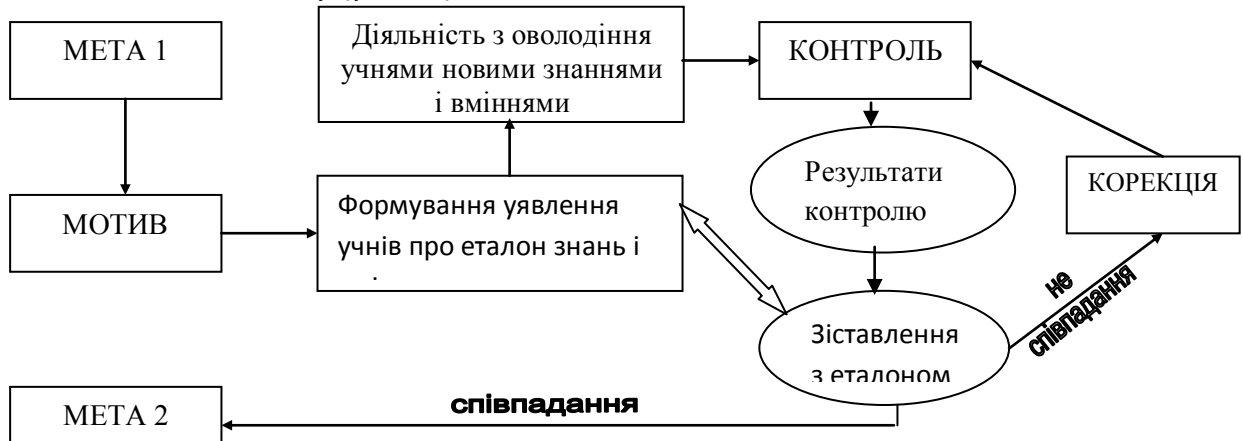 МЕТА 1
Діяльність з оволодіння
учнями новими знаннями
і вміннями
КОНТРОЛЬ
Результати
контролю
КОРЕКЦІЯ
МОТИВ
Формування уявлення
учнів про еталон знань і
не
співпадання
Зіставлення
з еталоном
МЕТА 2
співпадання